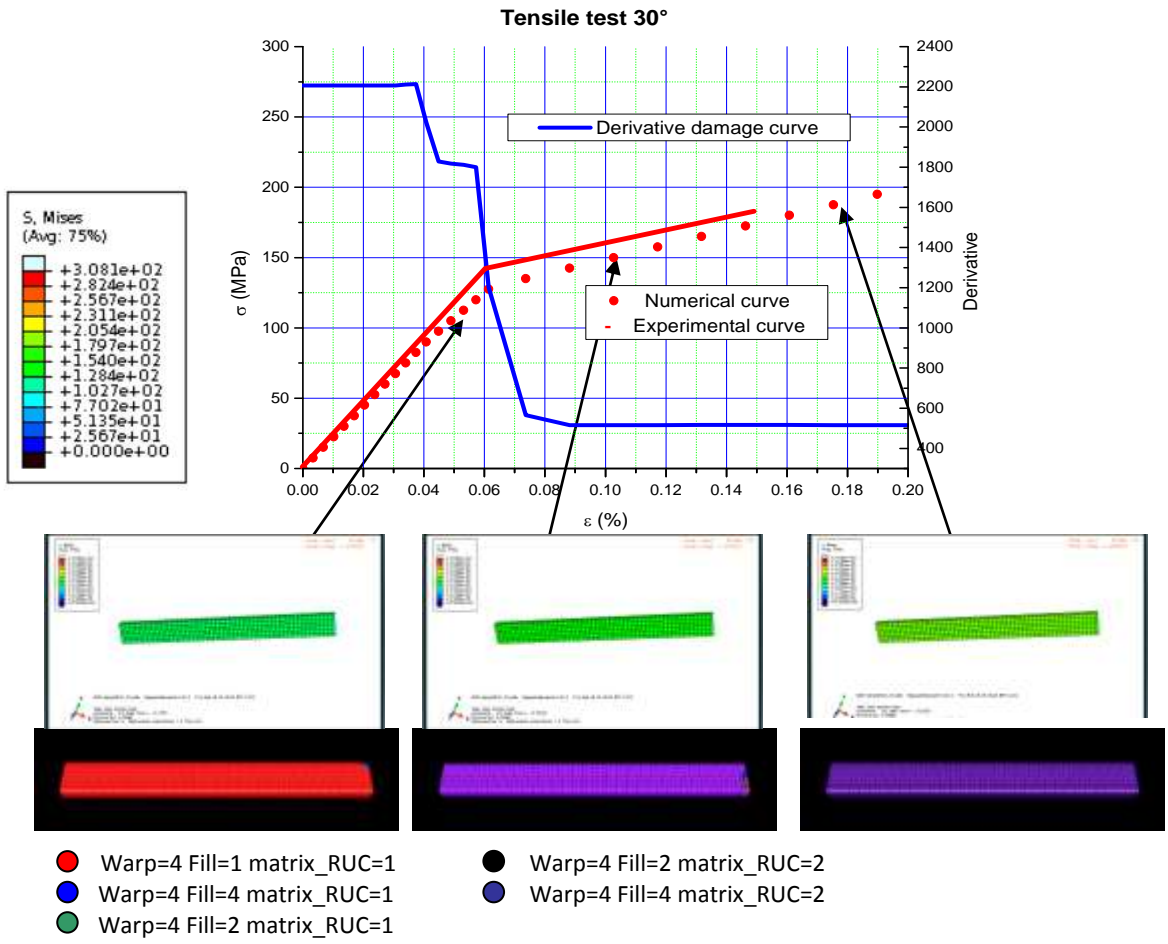 Tensile test 30°
300
250
200
150
100
50
0
σ (MPa)
2400
2200
2000
1800
1600
1400
1200
1000
800
600
400
Derivative
Derivative damage curve
Numerical curve
- Experimental curve
0.00 0.02 0.04 0.06 0.08 0.10 0.12 0.14 0.16 0.18 0.20
ε (%)
S, Mises
(Avg: 75%)
+3.081e+02
+2.824e+02
+2.567e+02
+2.311e+02
+2.054e+02
+1.797e+02
+1.540e+02
+1.284e+02
+1.027e+02
+7.702e+01
+5.135e+01
+2.567e+01
+0.000e+00
Warp=4 Fill=1 matrix_RUC=1
Warp=4 Fill=4 matrix_RUC=1
Warp=4 Fill=2 matrix_RUC=1
Warp=4 Fill=2 matrix_RUC=2
Warp=4 Fill=4 matrix_RUC=2